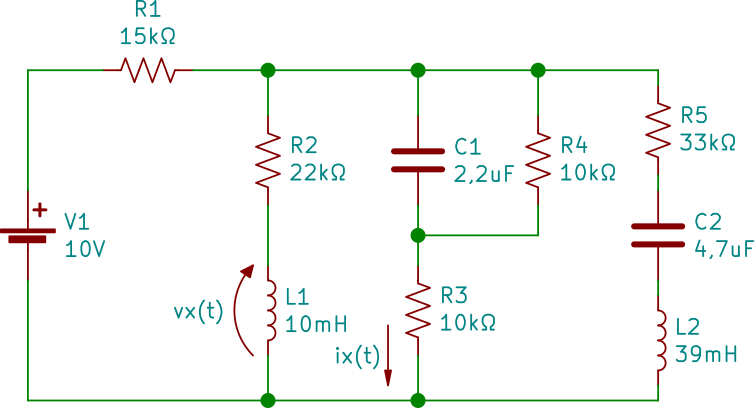 R1
15kΩ
R2
22kΩ
C1
2,2uF
R4
10kΩ
R5
33kΩ
+
V1
10V
C2
4,7uF
vx(t)
L1
10mH
R3
10kΩ
ix(t)
L2
39mH